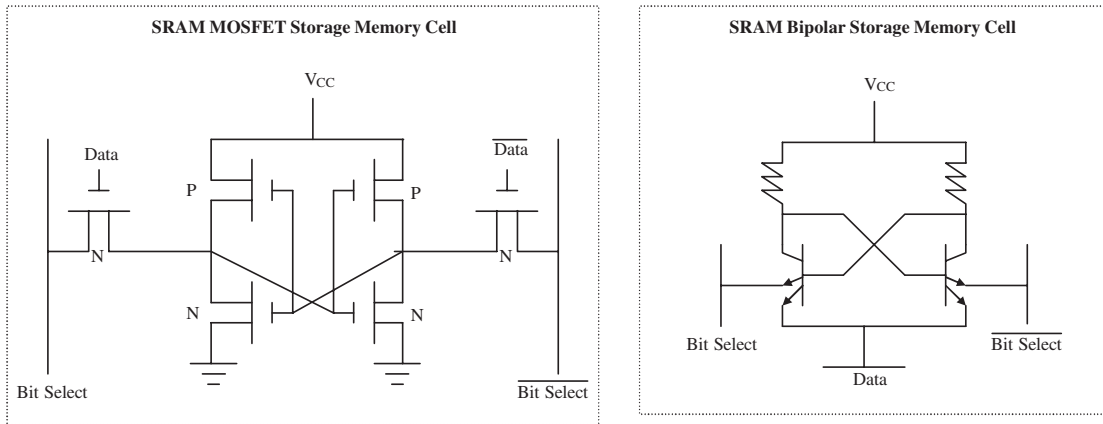 SRAM MOSFET Storage Memory Cell
VCC
Data
Data
P
P
N
N
N
N
Bit Select
Bit Select
SRAM Bipolar Storage Memory Cell
VCC
Bit Select
Bit Select
Data